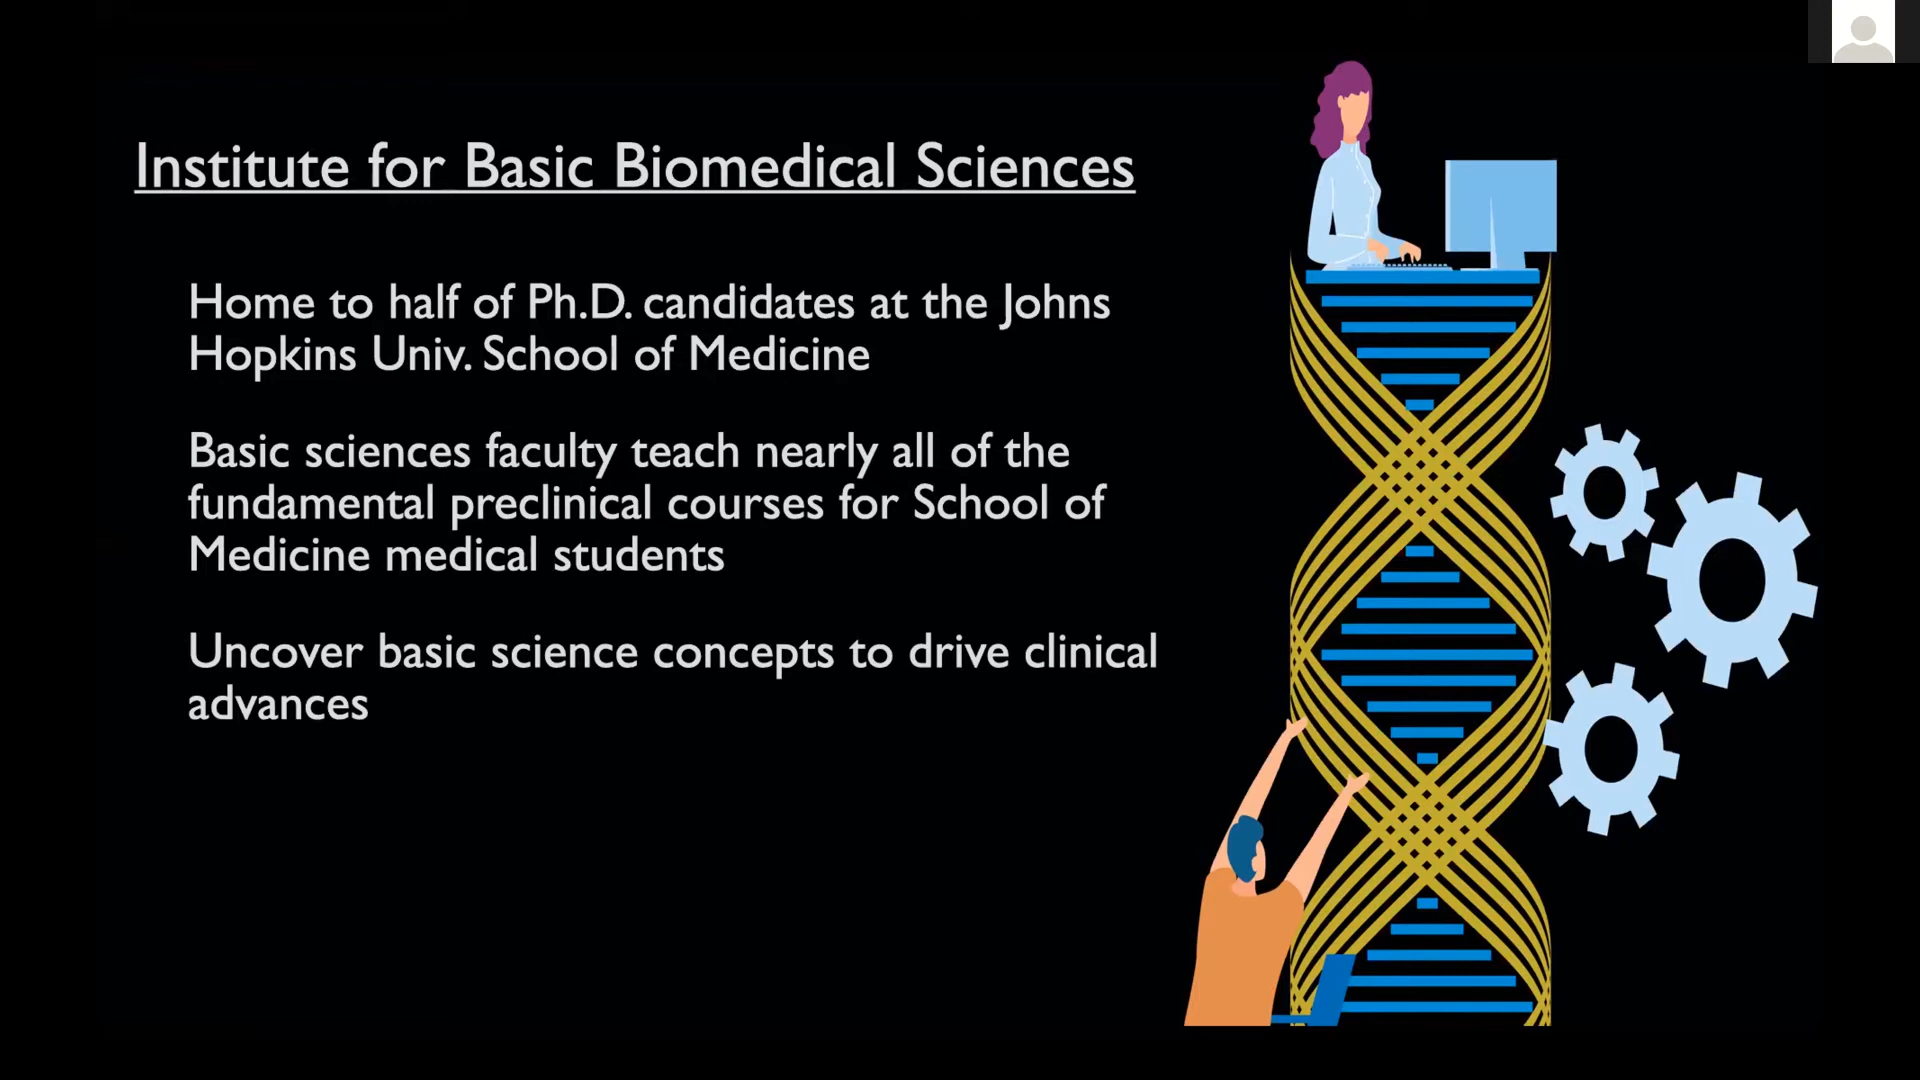 Institute for Basic Biomedical Sciences
Home to half of Ph.D. candidates at the Johns
Hopkins Univ. School of Medicine
Basic sciences faculty teach nearly all of the
fundamental preclinical courses for School of
Medicine medical students
Uncover basic science concepts to drive clinical
advances